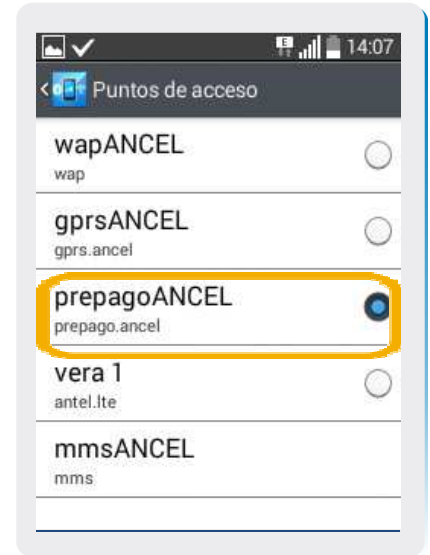 E 14:07
Puntos de acceso
wapANCEL
wap
gprsANCEL
gprs.ancel
prepagoANCEL
prepago.ancel
vera 1
antel.lte
mmsANCEL
mms